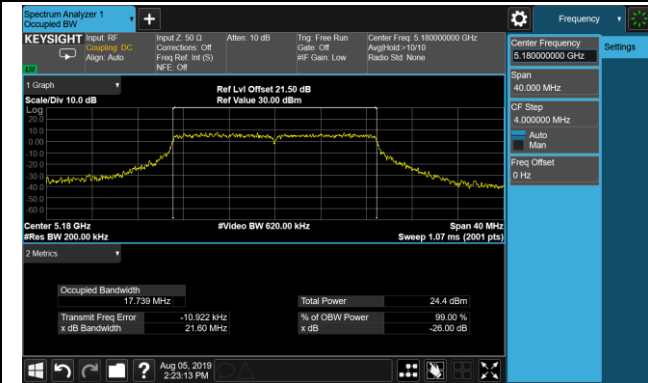 Spectrum Analyzer 1
Occupied BW
+
Frequency
KEYSIGHT
Input: RF
Coupling: DC
Align: Auto
Input Z: 50 Ω
Corrections: Off
Freq Ref: Int (S)
NFE: Off
Atten: 10 dB
Trig: Free Run
Gate: Off
#IF Gain: Low
Center Freq: 5.180000000 GHz
Avg|Hold:>10/10
Radio Std: None
LXI
Center Frequency
5.180000000 GHz
Settings
Span
40.000 MHz
CF Step
4.000000 MHz
Auto
Man
Freq Offset
0 Hz
1 Graph
Scale/Div 10.0 dB
Ref Lvl Offset 21.50 dB
Ref Value 30.00 dBm
Log
20.0
10.0
0.00
-10.0
-20.0
-30.0
-40.0
-50.0
-60.0
Center 5.18 GHz
#Res BW 200.00 kHz
#Video BW 620.00 kHz
Span 40 MHz
Sweep 1.07 ms (2001 pts)
2 Metrics
Occupied Bandwidth
17.739 MHz
Total Power 24.4 dBm
Transmit Freq Error -10.922 kHz
% of OBW Power 99.00 %
x dB Bandwidth 21.60 MHz
x dB -26.00 dB
?
Aug 05, 2019
2:23:13 PM